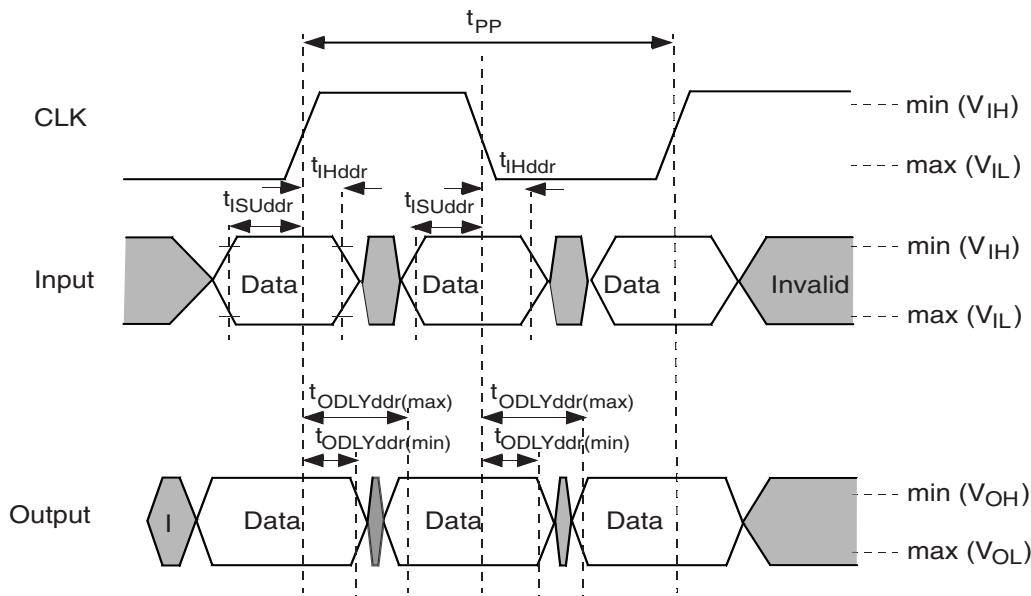 tPP
CLK
min (VIH)
max (VIL)
tIHddr
tIHddr
tISUddr
tISUddr
Input
Data
Data
Data
Invalid
min (VIH)
max (VIL)
tODLYddr(max)
tODLYddr(max)
tODLYddr(min)
tODLYddr(min)
Output
I
Data
Data
Data
min (VOH)
max (VOL)